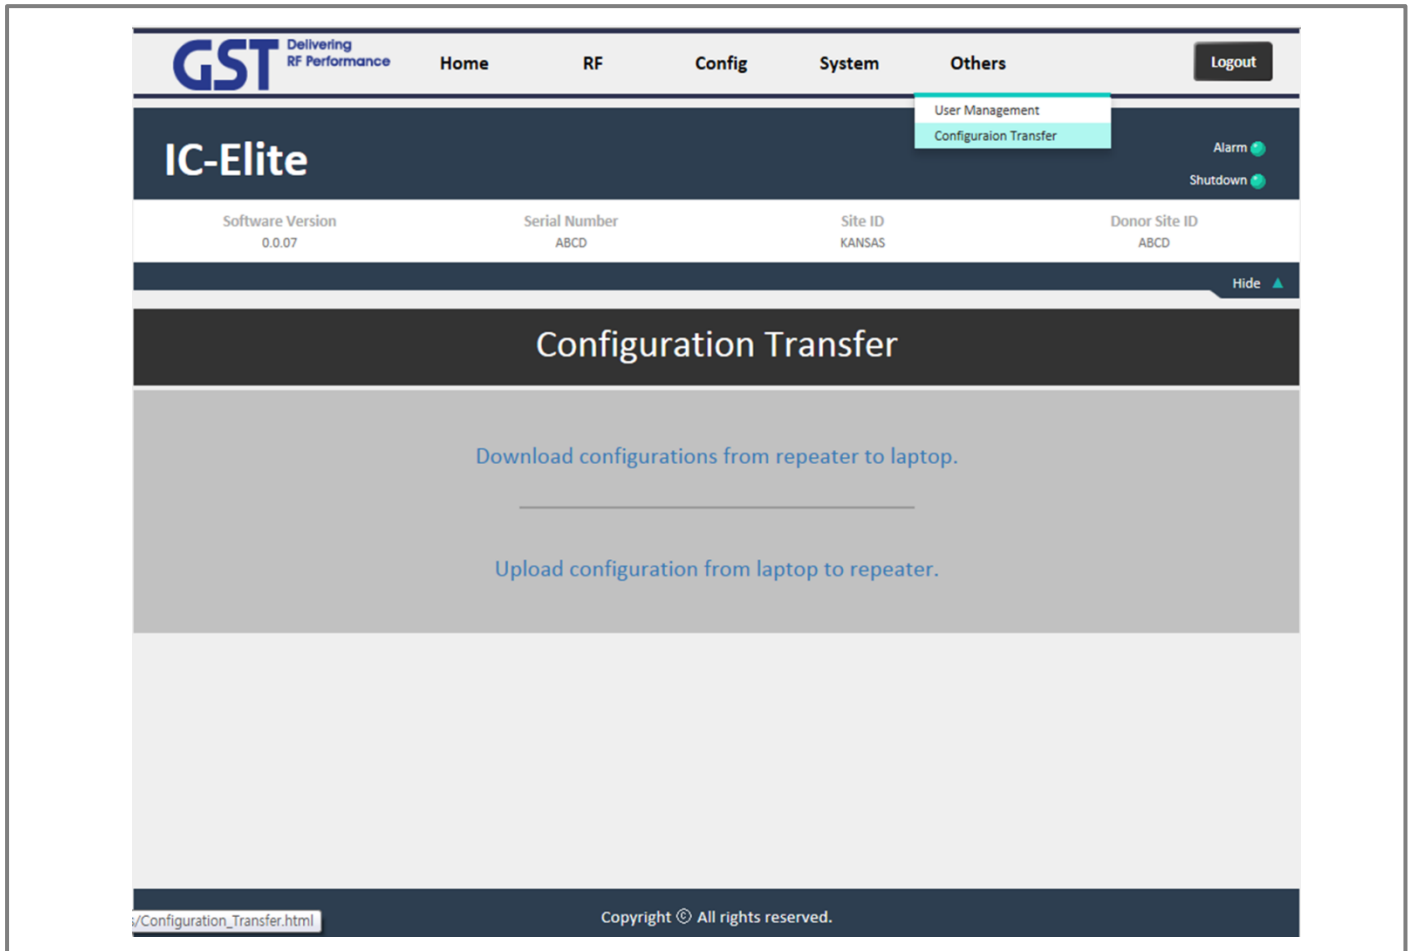 GST Delivering
RF Performance
Home RF Config System Others Logout
User Management
Configuraion Transfer
IC-Elite
Alarm
Shutdown
Software Version Serial Number Site ID Donor Site ID
0.0.07 ABCD KANSAS ABCD
Hide
Configuration Transfer
Download configurations from repeater to laptop.
Upload configuration from laptop to repeater.
/Configuration_Transfer.html
Copyright © All rights reserved.